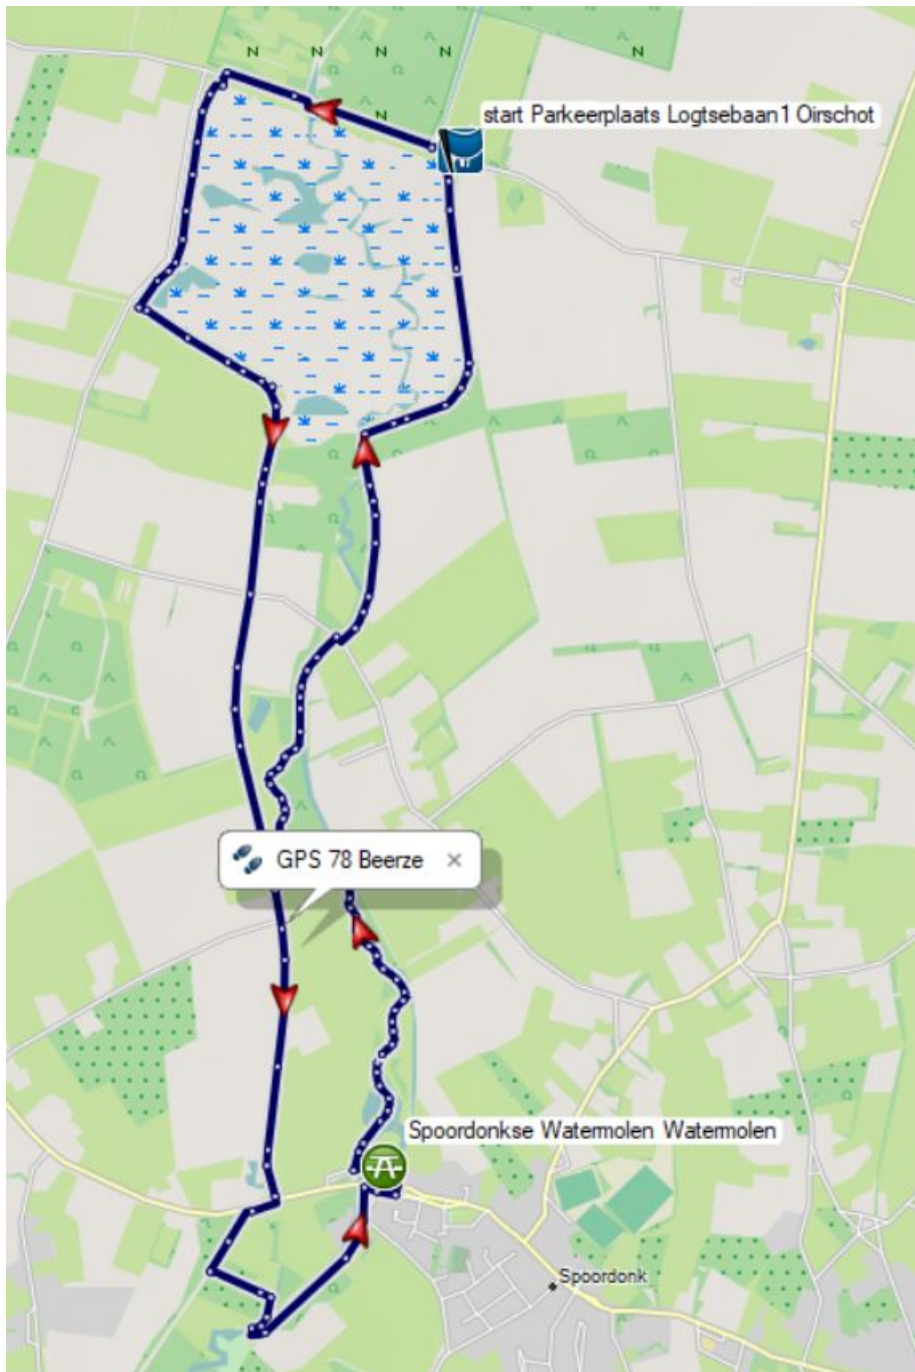 start Parkeerplaats Logtsebaan1 Oirschot
GPS 78 Beerze
Spoordonkse Watermolen Watermolen
Spoordonk